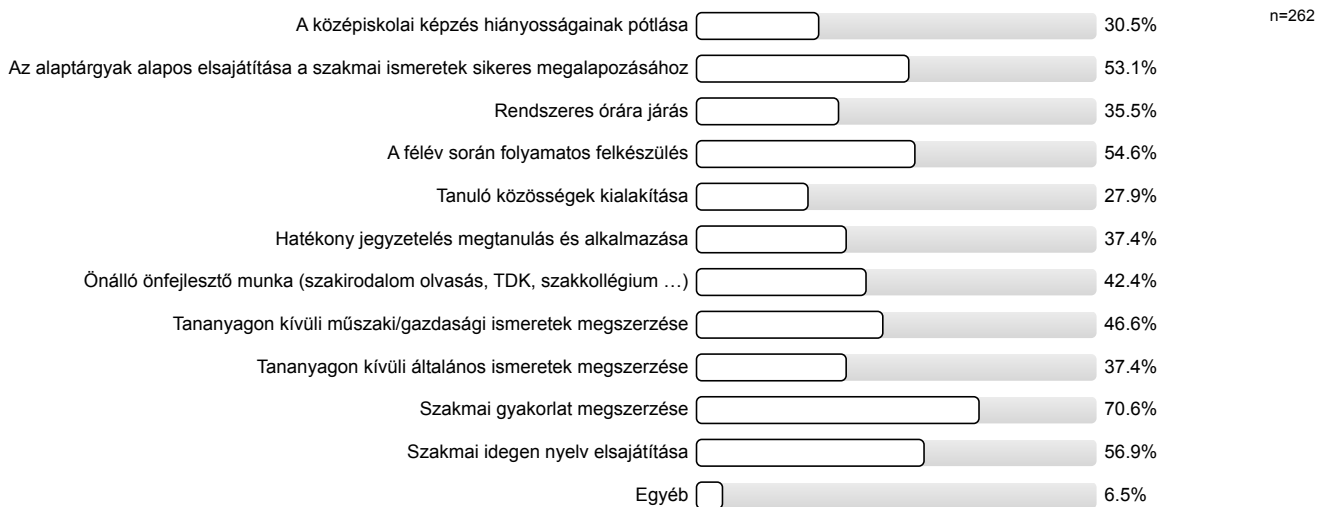 n=262
A középiskolai képzés hiányosságainak pótlása 30.5%
Az alaptárgyak alapos elsajátítása a szakmai ismeretek sikeres megalapozásához 53.1%
Rendszeres órára járás 35.5%
A félév során folyamatos felkészülés 54.6%
Tanuló közösségek kialakítása 27.9%
Hatékony jegyzetelés megtanulás és alkalmazása 37.4%
Önálló önfejlesztő munka (szakirodalom olvasás, TDK, szakkollégium …) 42.4%
Tananyagon kívüli műszaki/gazdasági ismeretek megszerzése 46.6%
Tananyagon kívüli általános ismeretek megszerzése 37.4%
Szakmai gyakorlat megszerzése 70.6%
Szakmai idegen nyelv elsajátítása 56.9%
Egyéb 6.5%